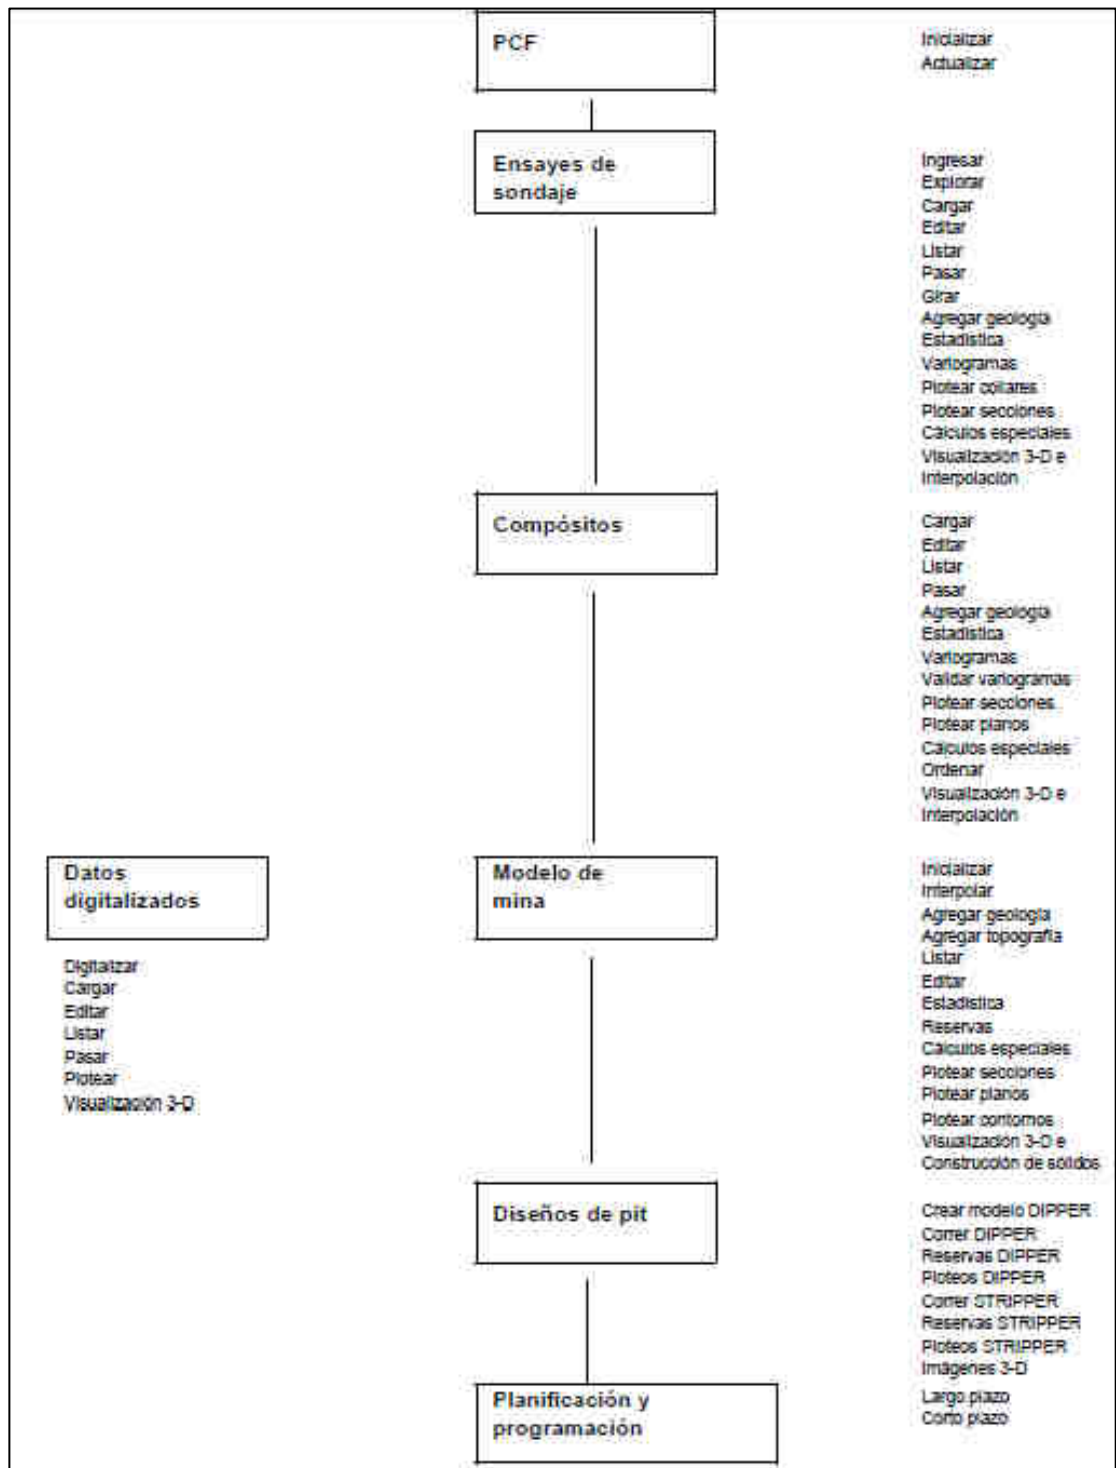 PCF
Inicializar
Actualizar
Ensayes de
sondaje
Ingresar
Explorar
Cargar
Editar
Listar
Pasar
Girar
Agregar geología
Estadística
Variogramas
Plotear collares
Plotear secciones
Cálculos especiales
Visualización 3-D e
Interpolación
Compósitos
Cargar
Editar
Listar
Pasar
Agregar geología
Estadística
Variogramas
Validar variogramas
Plotear secciones
Plotear planos
Cálculos especiales
Ordenar
Visualización 3-D e
Interpolación
Datos
digitalizados
Digitalizar
Cargar
Editar
Listar
Pasar
Plotear
Visualización 3-D
Modelo de
mina
Inicializar
Interpolar
Agregar geología
Agregar topografía
Listar
Editar
Estadística
Reservas
Cálculos especiales
Plotear secciones
Plotear planos
Plotear contornos
Visualización 3-D e
Construcción de sólidos
Diseños de pit
Crear modelo DIPPER
Correr DIPPER
Reservas DIPPER
Ploteos DIPPER
Correr STRIPPER
Reservas STRIPPER
Ploteos STRIPPER
Imágenes 3-D
Planificación y
programación
Largo plazo
Corto plazo